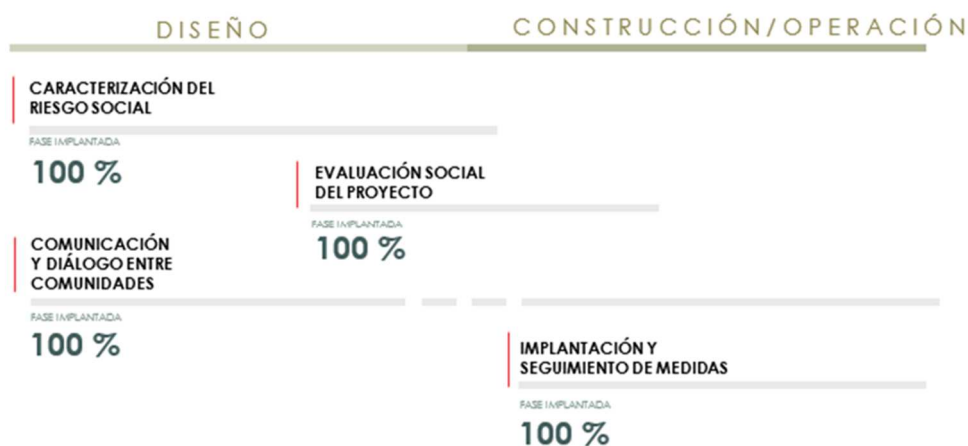 DISEÑO
CONSTRUCCIÓN/OPERACIÓN
CARACTERIZACIÓN DEL
RIESGO SOCIAL
FASE IMPLANTADA
100 %
EVALUACIÓN SOCIAL
DEL PROYECTO
FASE IMPLANTADA
100 %
COMUNICACIÓN
Y DIÁLOGO ENTRE
COMUNIDADES
FASE IMPLANTADA
100 %
IMPLANTACIÓN Y
SEGUIMIENTO DE MEDIDAS
FASE IMPLANTADA
100 %